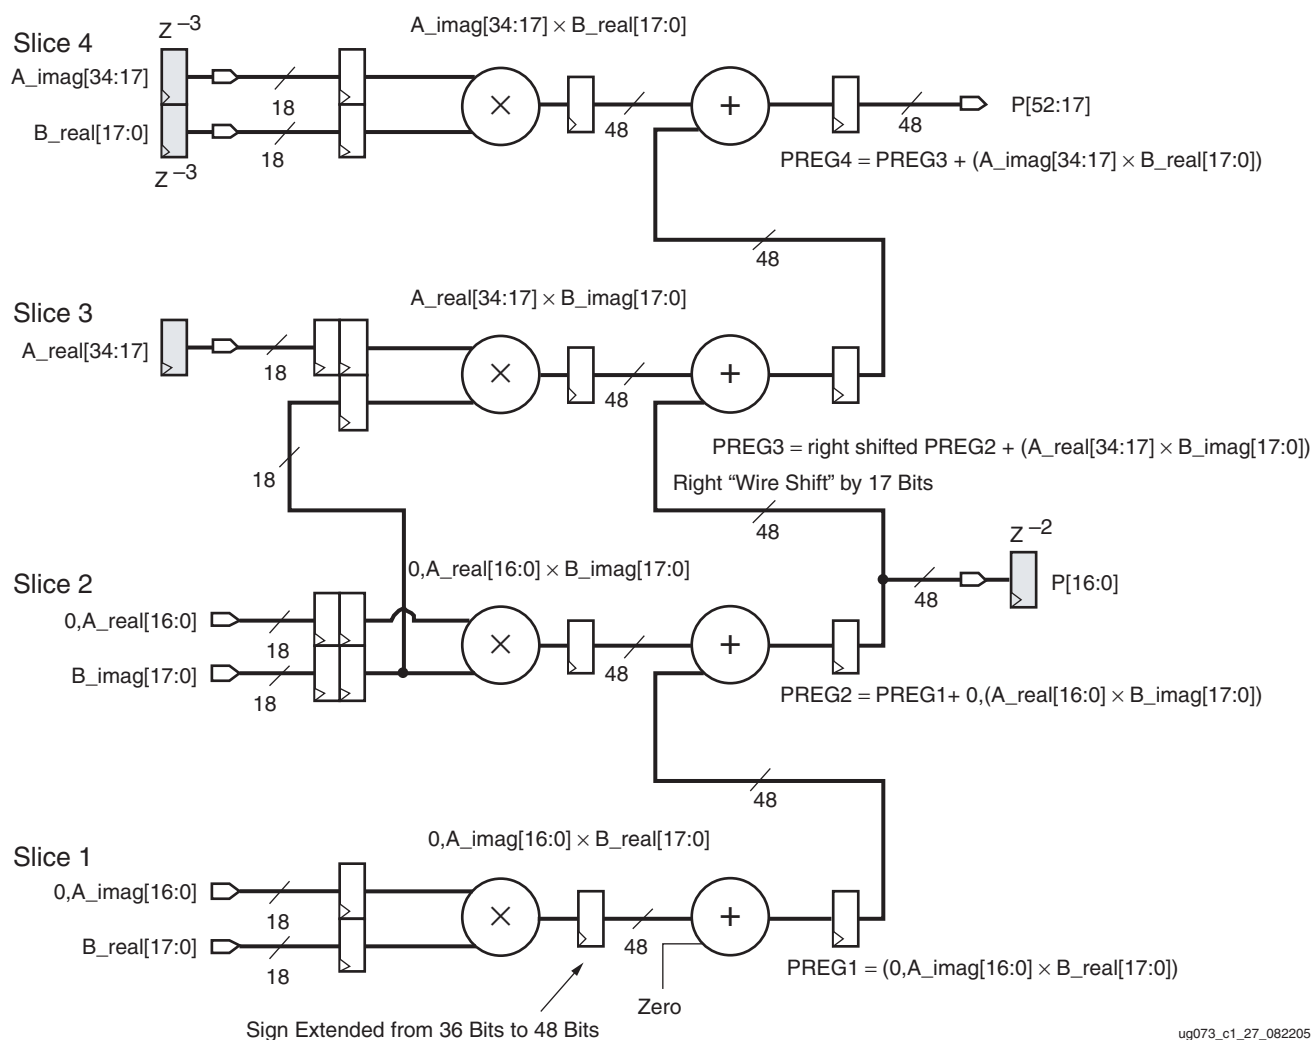 Z –3
A_imag[34:17] × B_real[17:0]
Slice 4
A_imag[34:17]
18
48
48
P[52:17]
B_real[17:0]
18
Z –3
PREG4 = PREG3 + (A_imag[34:17] × B_real[17:0])
48
A_real[34:17] × B_imag[17:0]
Slice 3
A_real[34:17]
18
48
PREG3 = right shifted PREG2 + (A_real[34:17] × B_imag[17:0])
18
Right “Wire Shift” by 17 Bits
48
Z –2
0,A_real[16:0] × B_imag[17:0]
Slice 2
48
P[16:0]
0,A_real[16:0]
18
48
B_imag[17:0]
18
PREG2 = PREG1+ 0,(A_real[16:0] × B_imag[17:0])
48
0,A_imag[16:0] × B_real[17:0]
Slice 1
0,A_imag[16:0]
18
48
B_real[17:0]
18
PREG1 = (0,A_imag[16:0] × B_real[17:0])
Zero
Sign Extended from 36 Bits to 48 Bits
ug073_c1_27_082205